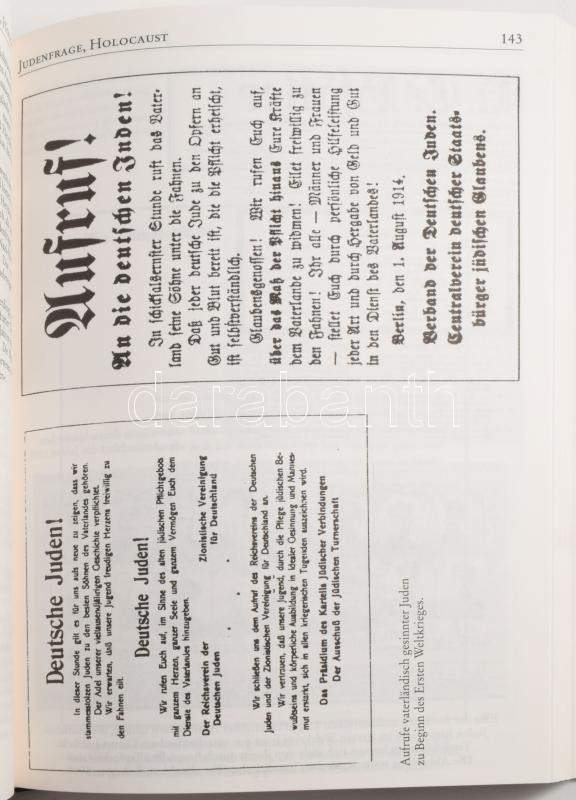 Judenfrage, Holocaust
143
Aufruf!
An die deutschen Juden!
In schicksalsernster Stunde ruft das Vater-
land seine Söhne unter die Fahnen.
Daß jeder deutsche Jude zu den Opfern an
Gut und Blut bereit ist, die die Pflicht erheischt,
ist selbstverständlich.
Glaubensgenossen! Wir rufen Euch auf,
über das Maß der Pflicht hinaus Eure Kräfte
dem Vaterlande zu widmen! Eilet freiwillig zu
den Fahnen! Ihr alle — Männer und Frauen
— stellet Euch durch persönliche Hilfeleistung
jeder Art und durch Hergabe von Geld und Gut
in den Dienst des Vaterlandes!
Berlin, den 1. August 1914.
Verband der Deutschen Juden.
Centralverein deutscher Staats-
bürger jüdischen Glaubens.
Deutsche Juden!
In dieser Stunde gilt es für uns aufs neue zu zeigen, dass wir
stammesstolzen Juden zu den besten Söhnen des Vaterlandes gehören.
Der Adel unserer vieltausendjährigen Geschichte verpflichtet.
Wir erwarten, daß unsere Jugend freudigen Herzens freiwillig zu
den Fahnen eilt.
Deutsche Juden!
Wir rufen Euch auf, im Sinne des alten jüdischen Pflichtgebots
mit ganzem Herzen, ganzer Seele und ganzem Vermögen Euch dem
Dienste des Vaterlandes hinzugeben.
Der Reichsverein der
Deutschen Juden
Zionistische Vereinigung
für Deutschland
Wir schließen uns dem Aufruf des Reichsvereins der Deutschen
Juden und der Zionistischen Vereinigung für Deutschland an.
Wir vertrauen, daß unsere Jugend, durch die Pflege jüdischen Be-
wußtseins und körperliche Ausbildung in idealer Gesinnung und Mannes-
mut erstarkt, sich in allen kriegerischen Tugenden auszeichnen wird.
Das Präsidium des Kartells Jüdischer Verbindungen
Der Ausschuß der Jüdischen Turnerschaft
Aufrufe vaterländisch gesinnter Juden
zu Beginn des Ersten Weltkrieges.
darabanth